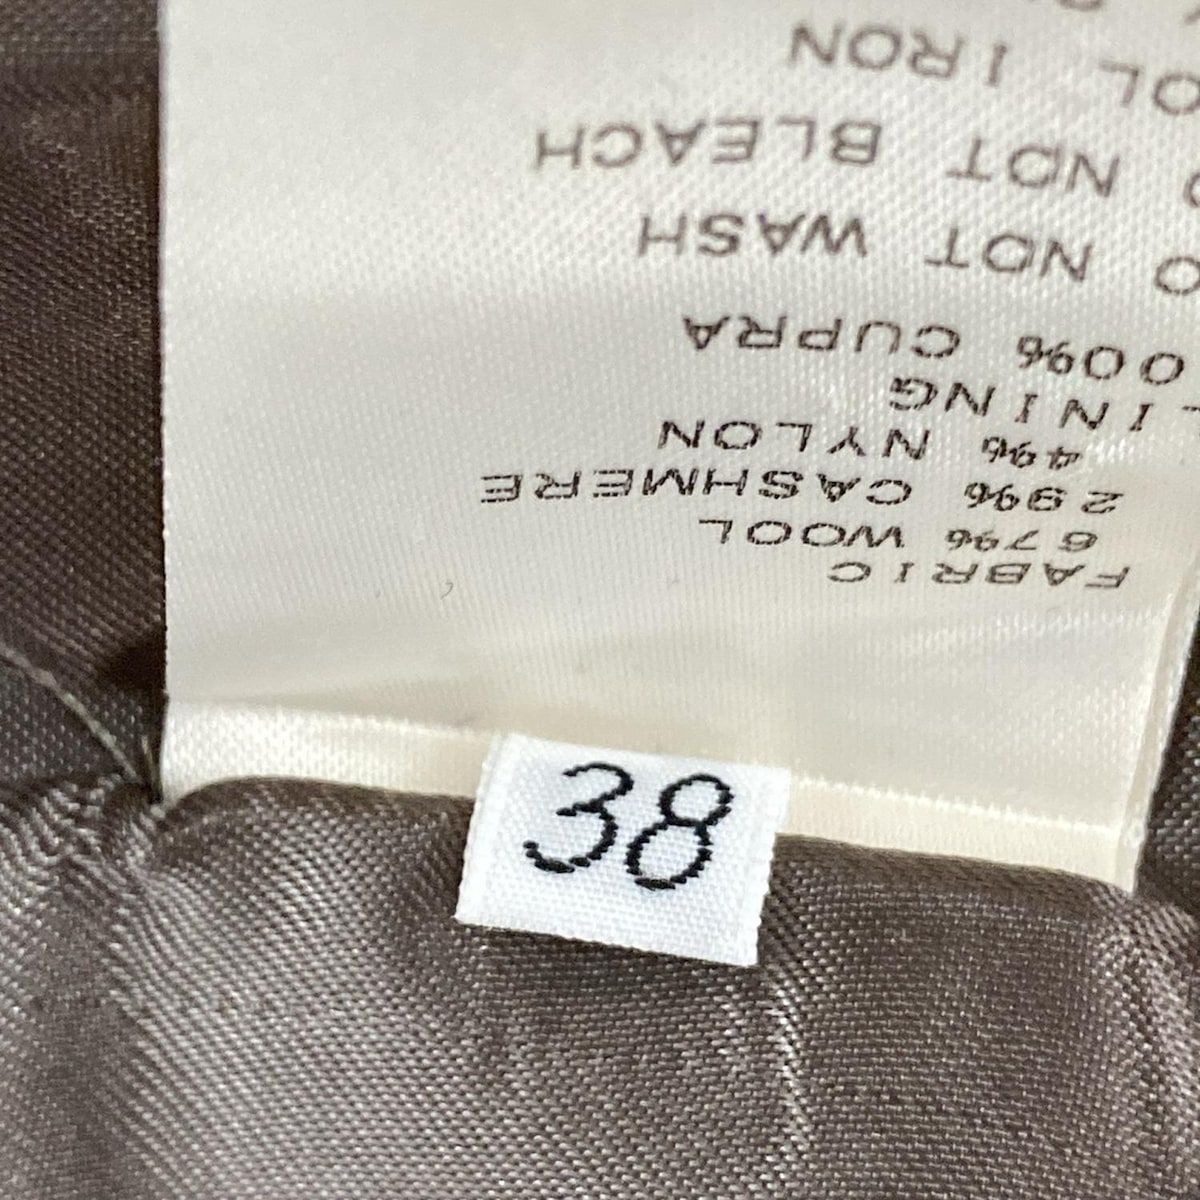 FABRIC
67% WOOL
29% CASHMERE
4% NYLON
LINING
00% CUPRA
O NOT WASH
O NOT BLEACH
OL IRON
38